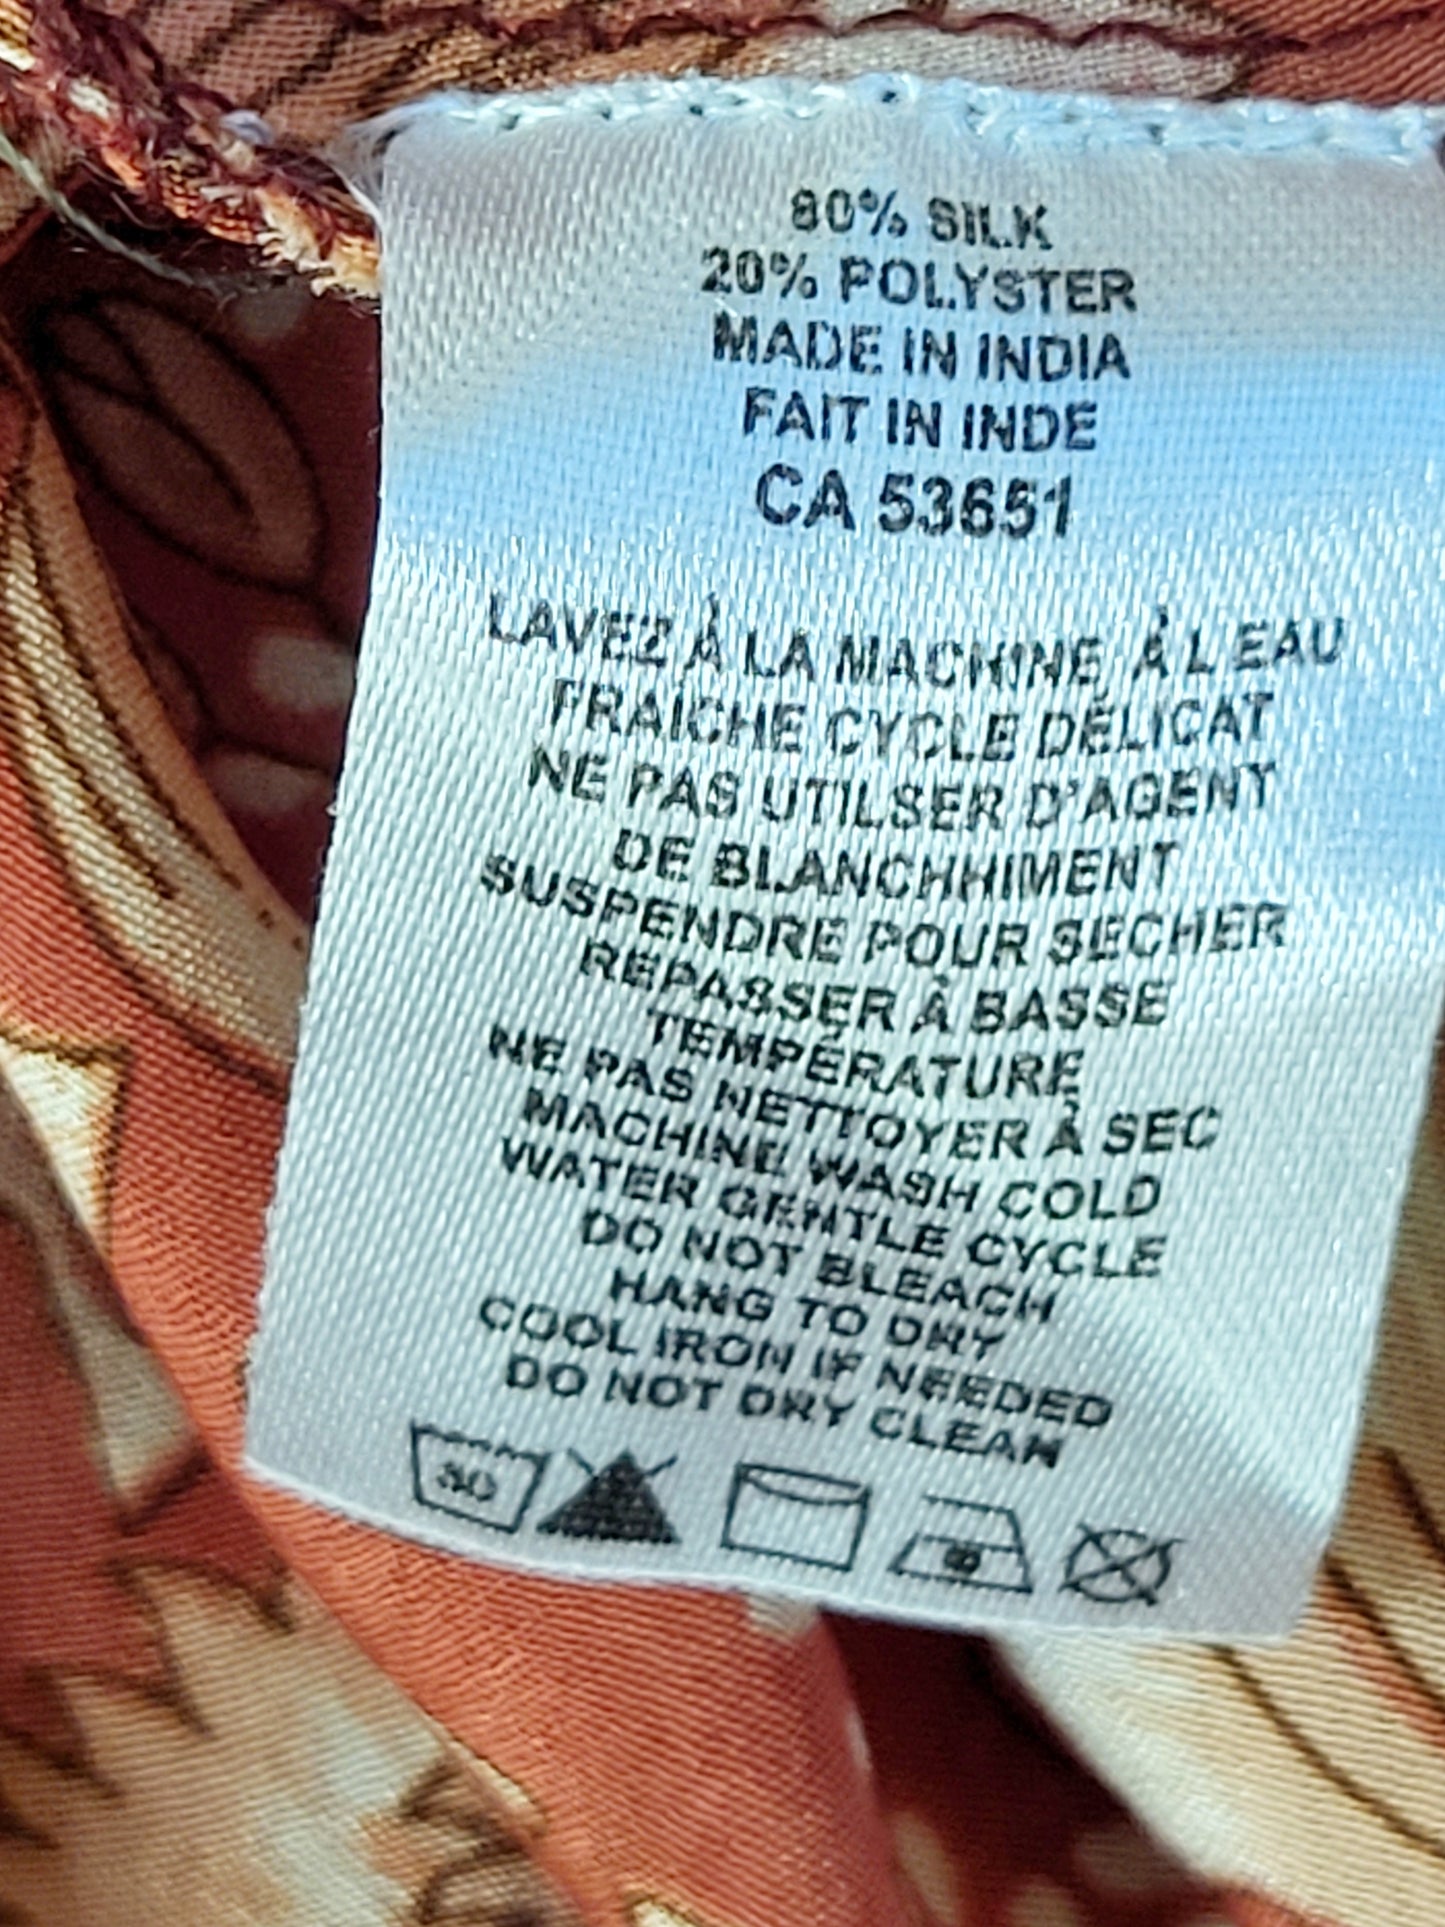 80% SILK
20% POLYSTER
MADE IN INDIA
FAIT IN INDE
CA 53651
LAVEZ À LA MACHINE, À L EAU
FRAICHE CYCLE DÉLICAT
NE PAS UTILSER D'AGENT
DE BLANCHHIMENT
SUSPENDRE POUR SECHER
REPASSER À BASSE
TEMPÉRATURE
NE PAS NETTOYER À SEC
MACHINE WASH COLD
WATER GENTLE CYCLE
DO NOT BLEACH
HANG TO DRY
COOL IRON IF NEEDED
DO NOT DRY CLEAN
30